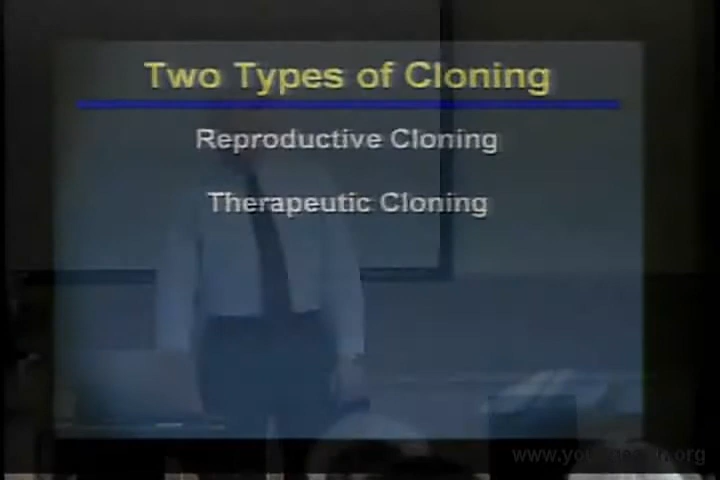 Two Types of Cloning
Reproductive Cloning
Therapeutic Cloning